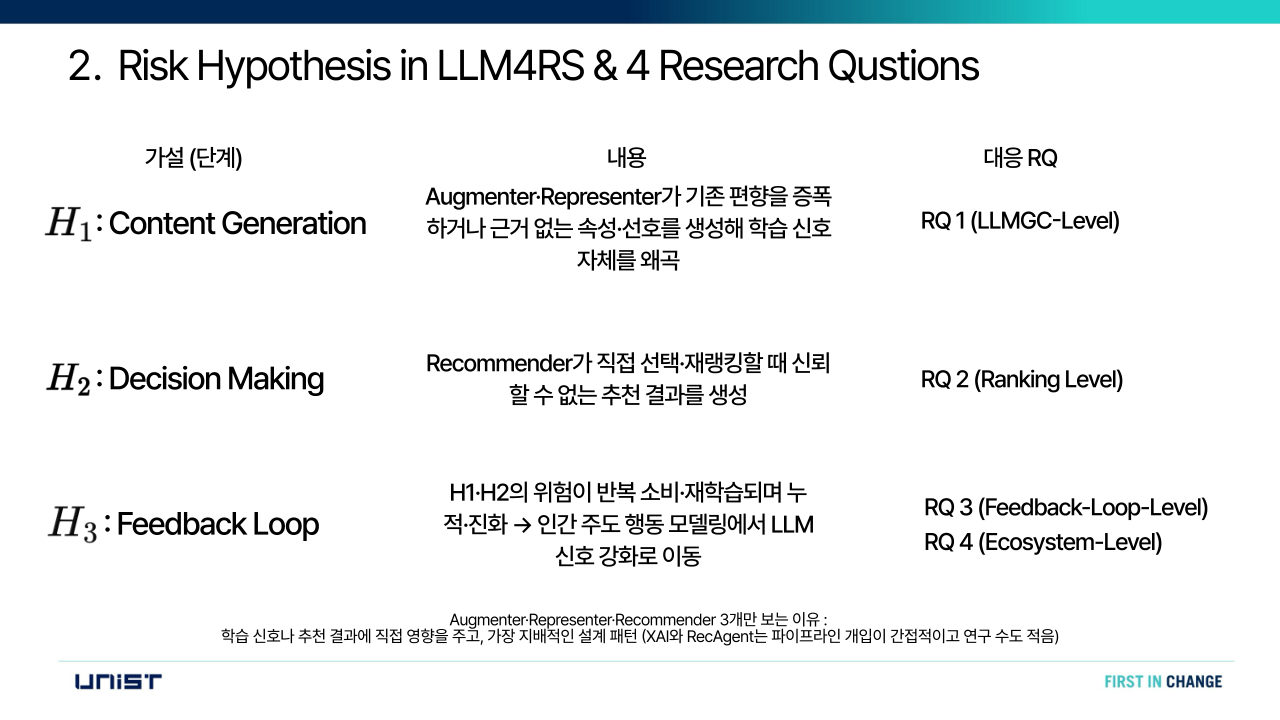 2. Risk Hypothesis in LLM4RS & 4 Research Qustions
가설 (단계)
내용
대응 RQ
H1: Content Generation
Augmenter·Representer가 기존 편향을 증폭
하거나 근거 없는 속성·선호를 생성해 학습 신호
자체를 왜곡
RQ 1 (LLMGC-Level)
H2: Decision Making
Recommender가 직접 선택·재랭킹할 때 신뢰
할 수 없는 추천 결과를 생성
RQ 2 (Ranking Level)
H3: Feedback Loop
H1·H2의 위험이 반복 소비·재학습되며 누
적·진화 → 인간 주도 행동 모델링에서 LLM
신호 강화로 이동
RQ 3 (Feedback-Loop-Level)
RQ 4 (Ecosystem-Level)
Augmenter·Representer·Recommender 3개만 보는 이유 :
학습 신호나 추천 결과에 직접 영향을 주고, 가장 지배적인 설계 패턴 (XAI와 RecAgent는 파이프라인 개입이 간접적이고 연구 수도 적음)
UNIST
FIRST IN CHANGE